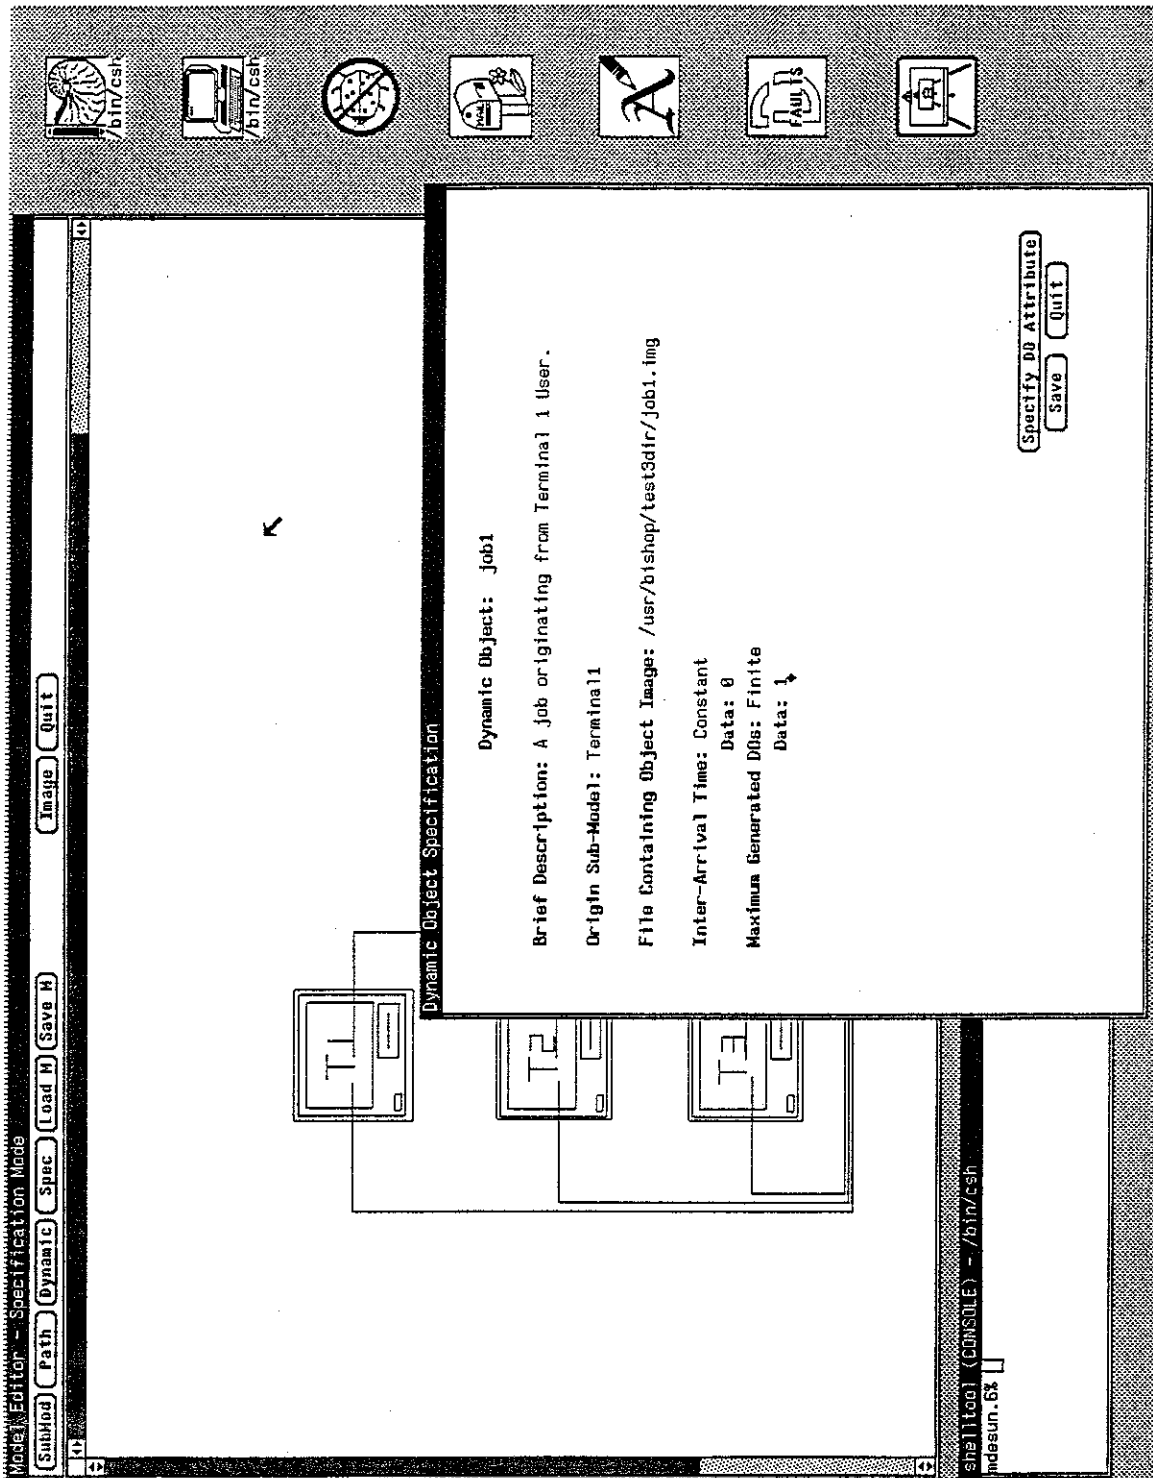 Model Editor - Specification Mode
SubMod Path Dynamic Spec Load M Save M Image Quit
T1
T2
T3
Dynamic Object Specification
Dynamic Object: job1
Brief Description: A job originating from Terminal 1 User.
Origin Sub-Model: Terminal1
File Containing Object Image: /usr/bishop/test3dir/job1.img
Inter-Arrival Time: Constant
Data: 0
Maximum Generated DOs: Finite
Data: 1
Specify DO Attribute
Save Quit
shelltool (CONSOLE) - /bin/csh
mdesun.6%
/bin/csh
/bin/csh
MAIL
A
FAULTS